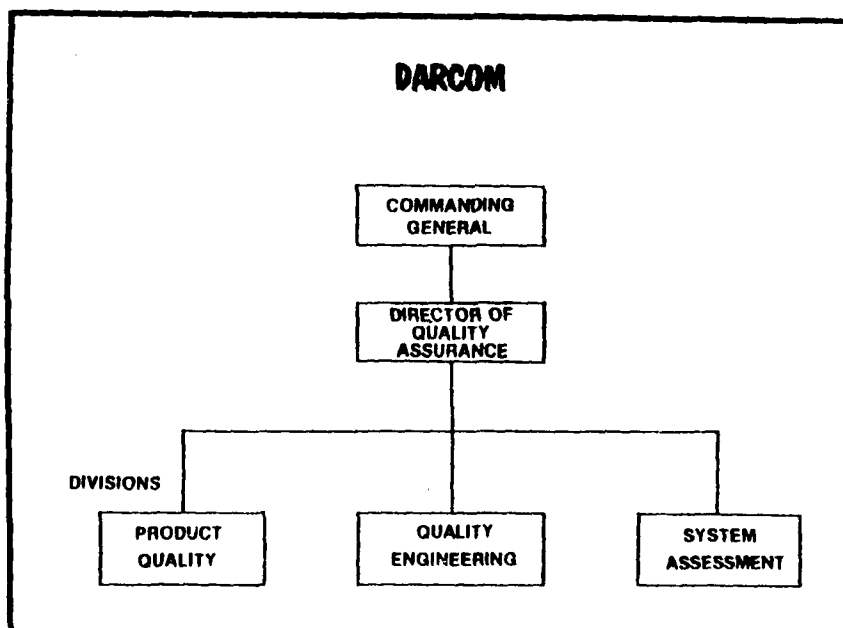 DARCOM
COMMANDING
GENERAL
DIRECTOR OF
QUALITY
ASSURANCE
DIVISIONS
PRODUCT
QUALITY
QUALITY
ENGINEERING
SYSTEM
ASSESSMENT